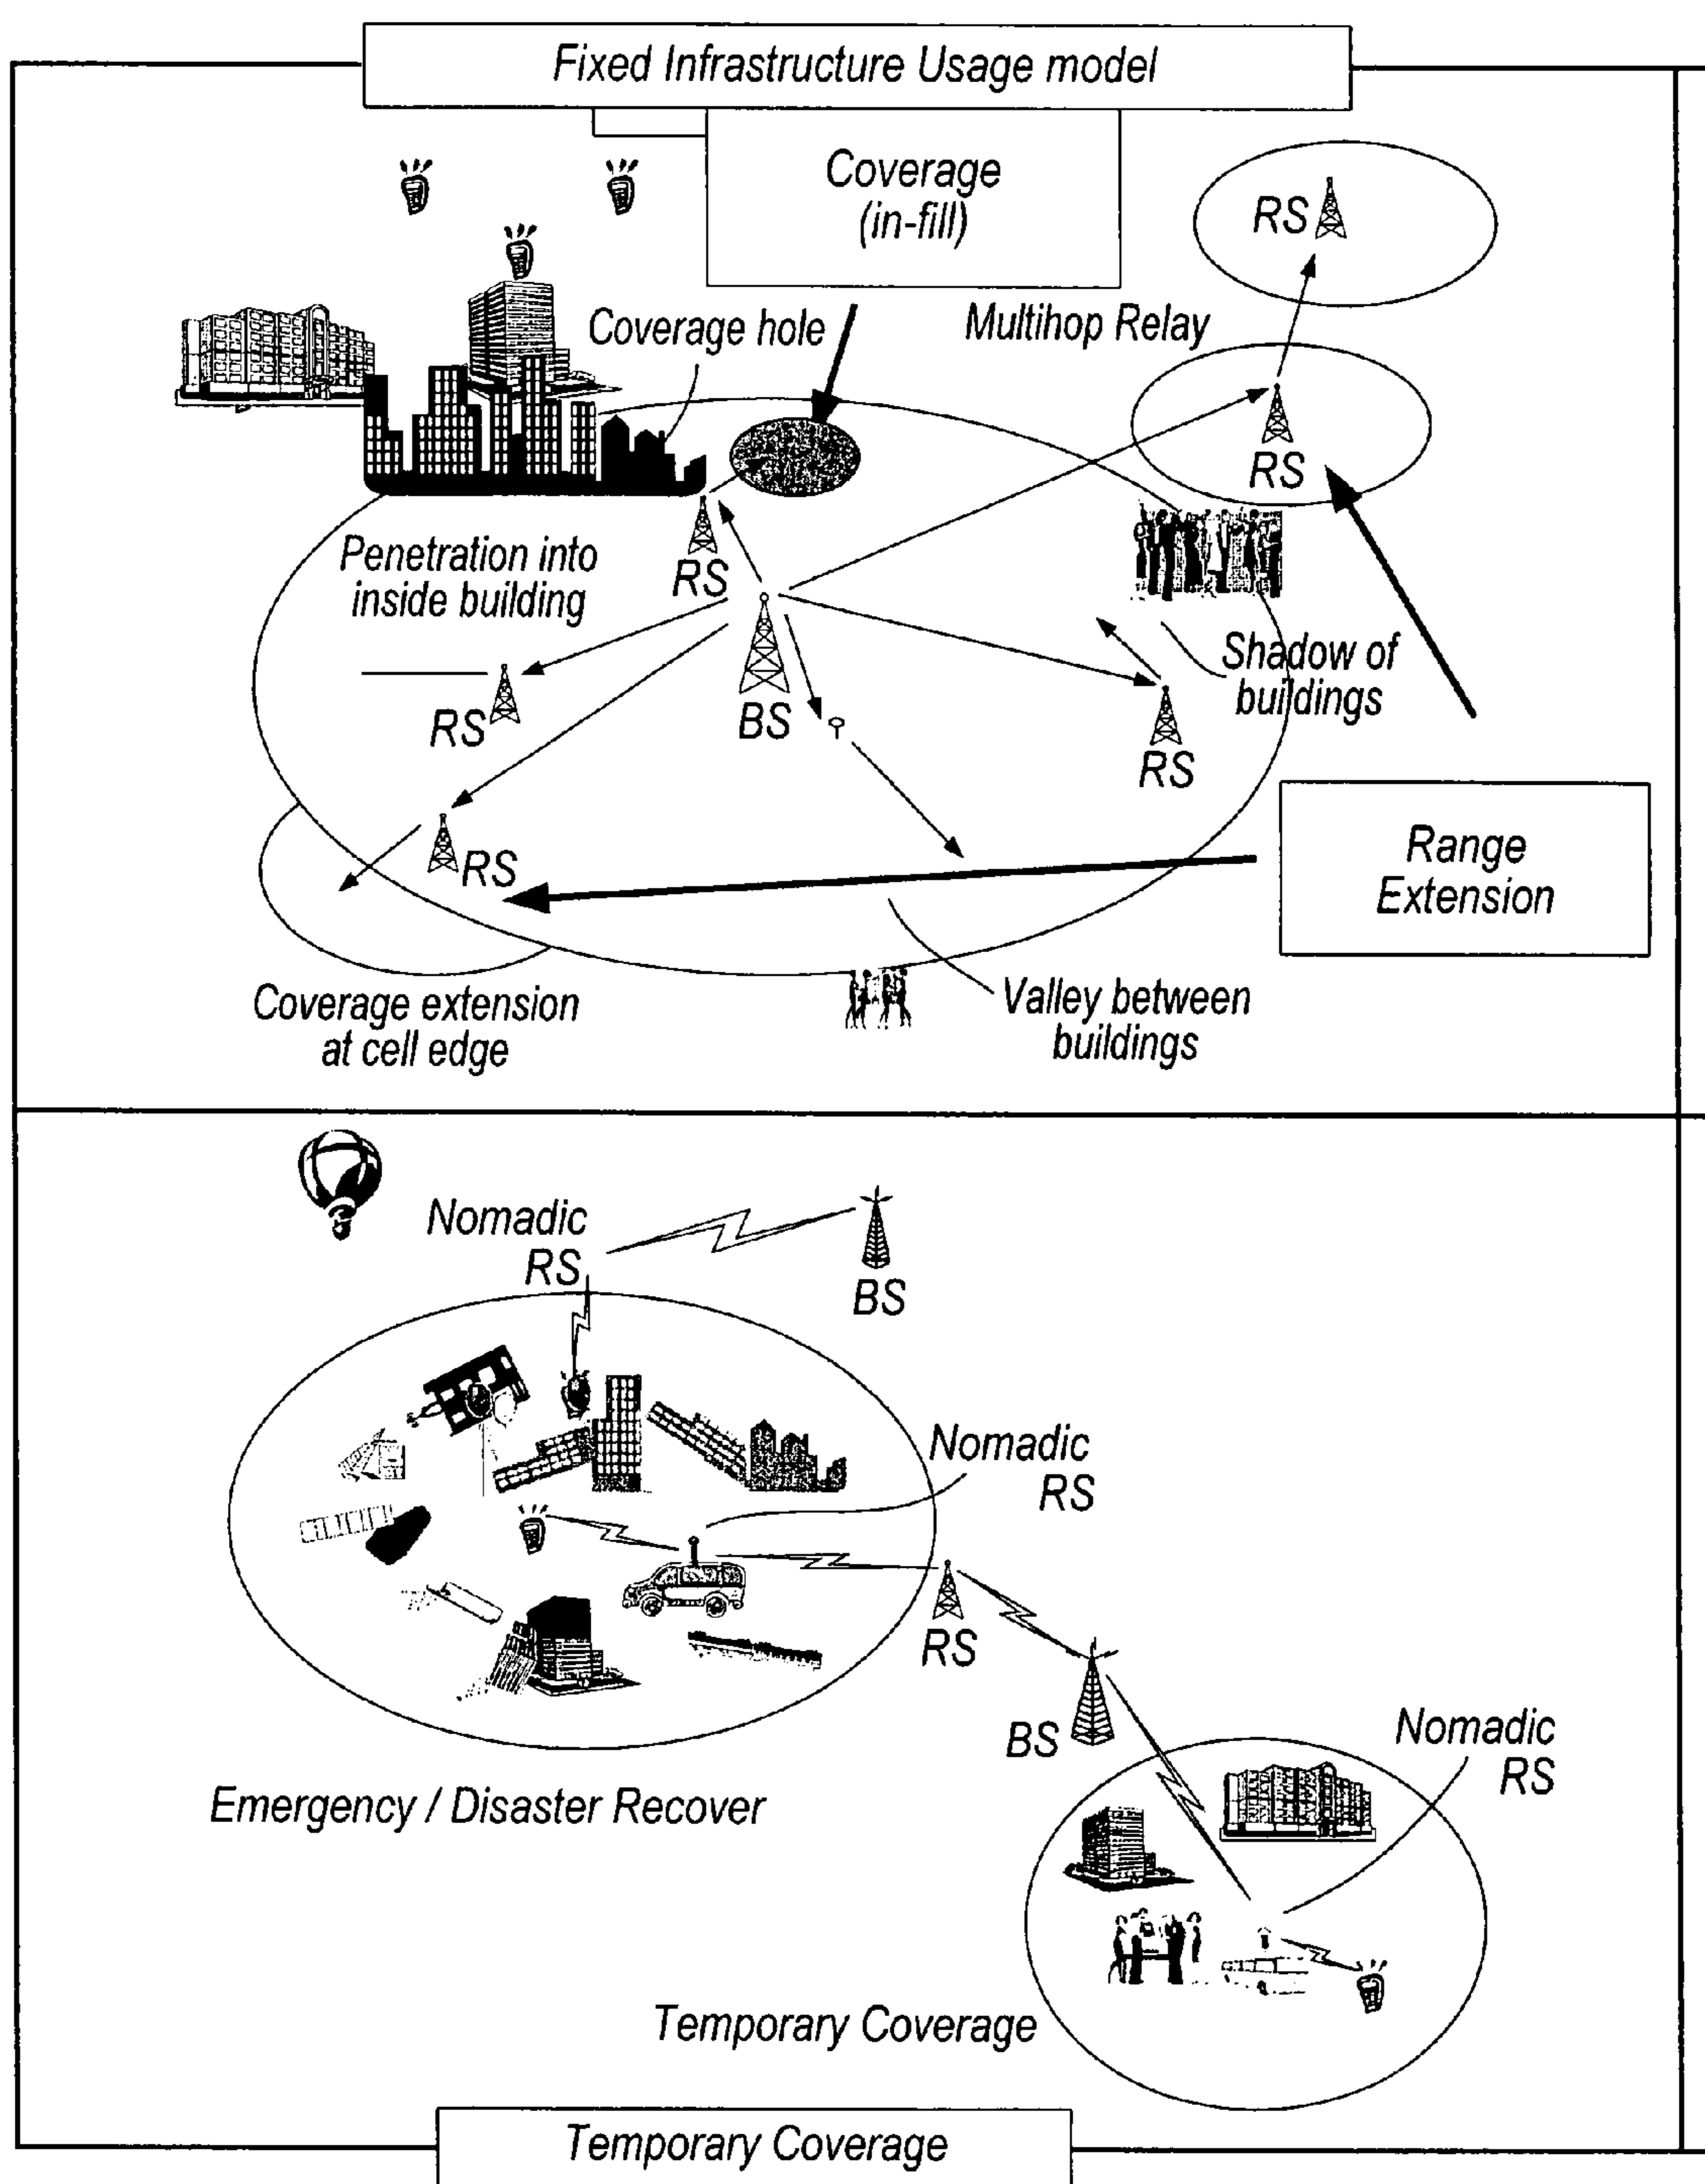 Fixed Infrastructure Usage model
Coverage
(in-fill)
RS
Coverage hole
Multihop Relay
RS
Penetration into
inside building
RS
Shadow of
buildings
RS
BS
RS
RS
Range
Extension
Coverage extension
at cell edge
Valley between
buildings
Nomadic
RS
BS
Nomadic
RS
RS
BS
Nomadic
RS
Emergency / Disaster Recover
Temporary Coverage
Temporary Coverage